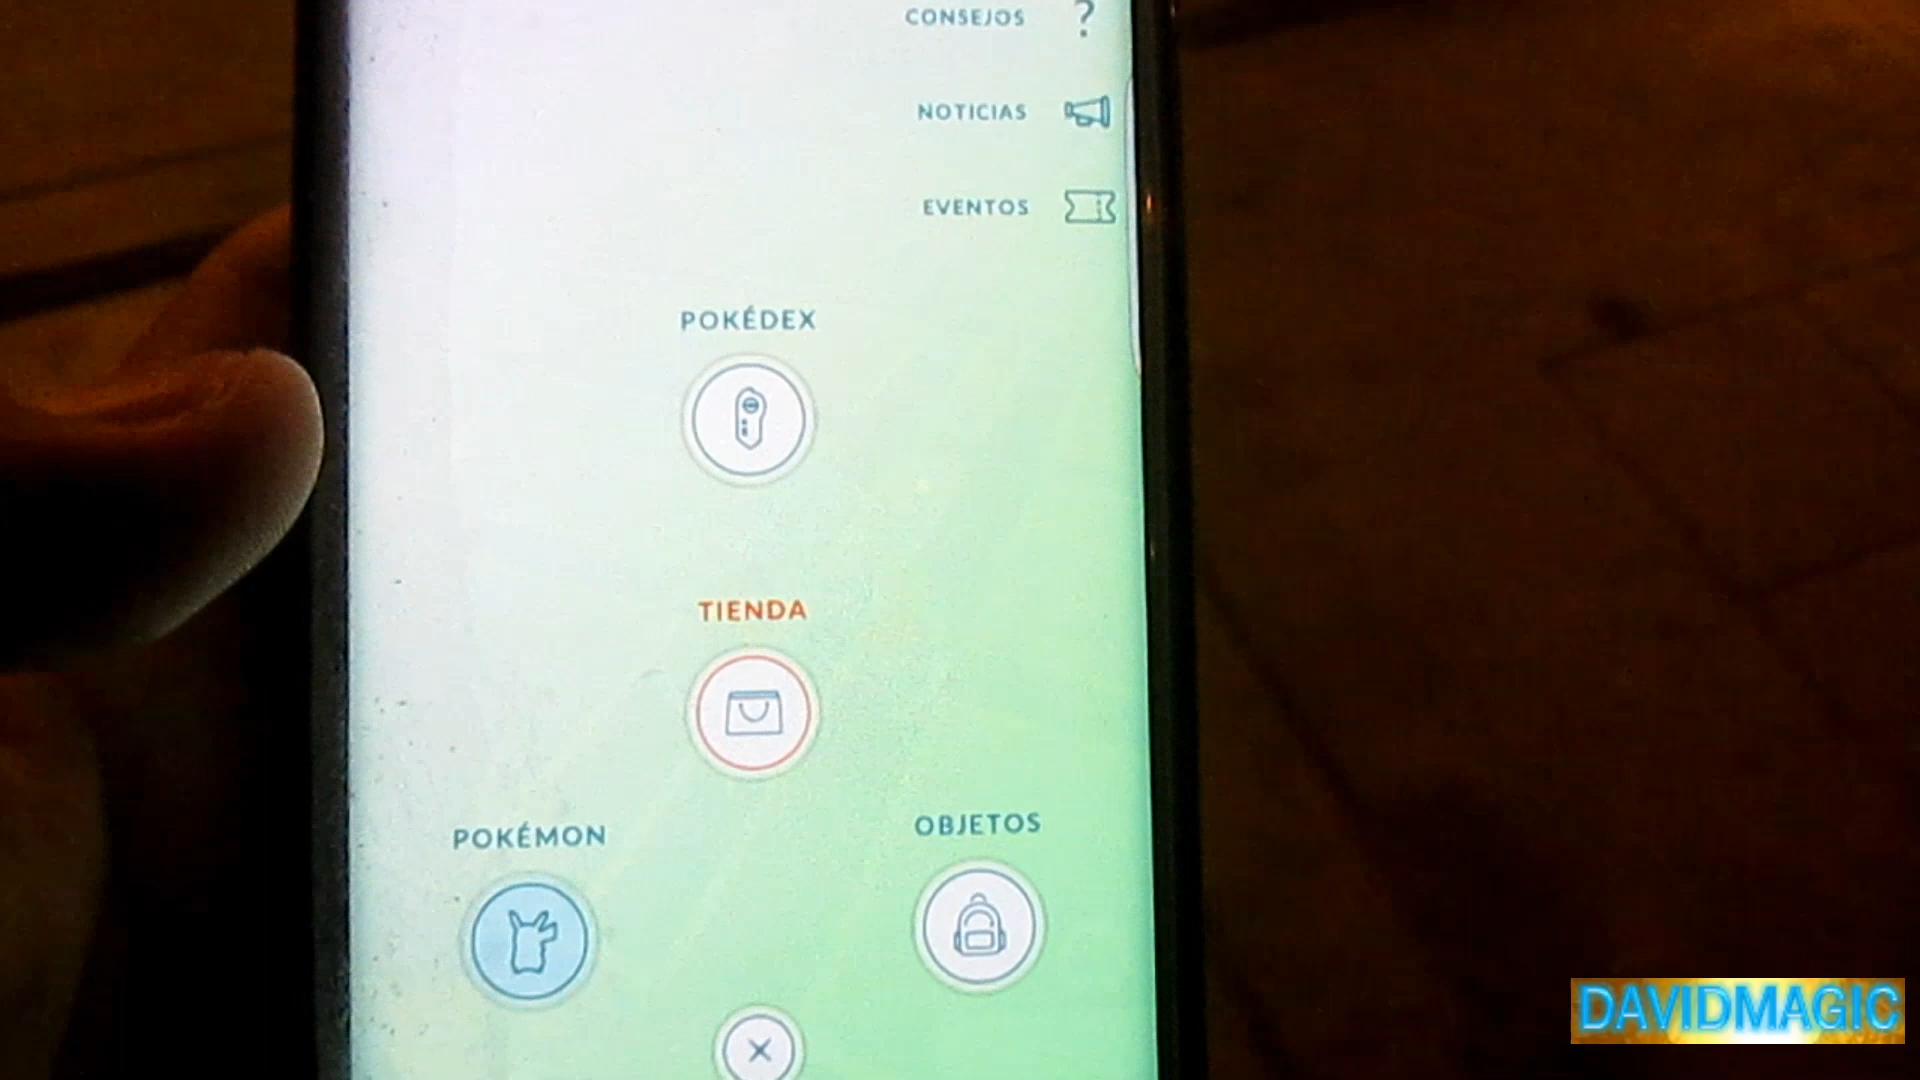 CONSEJOS ?
NOTICIAS
EVENTOS
POKÉDEX
TIENDA
POKÉMON
OBJETOS
DAVIDMAGIC